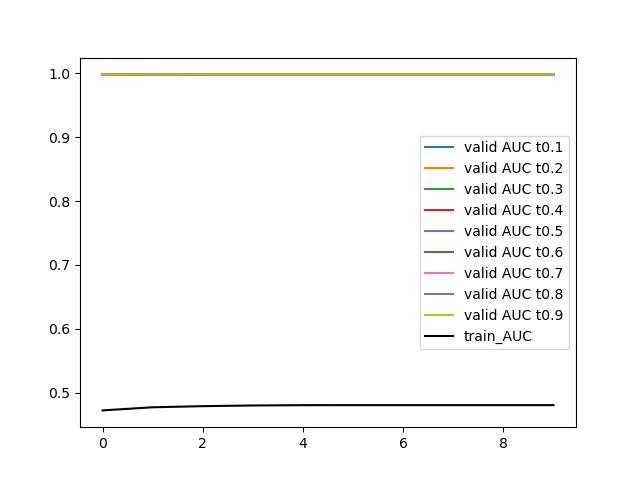 1.0
0.9
0.8
0.7
0.6
0.5
0
2
4
6
8
valid AUC t0.1
valid AUC t0.2
valid AUC t0.3
valid AUC t0.4
valid AUC t0.5
valid AUC t0.6
valid AUC t0.7
valid AUC t0.8
valid AUC t0.9
train_AUC